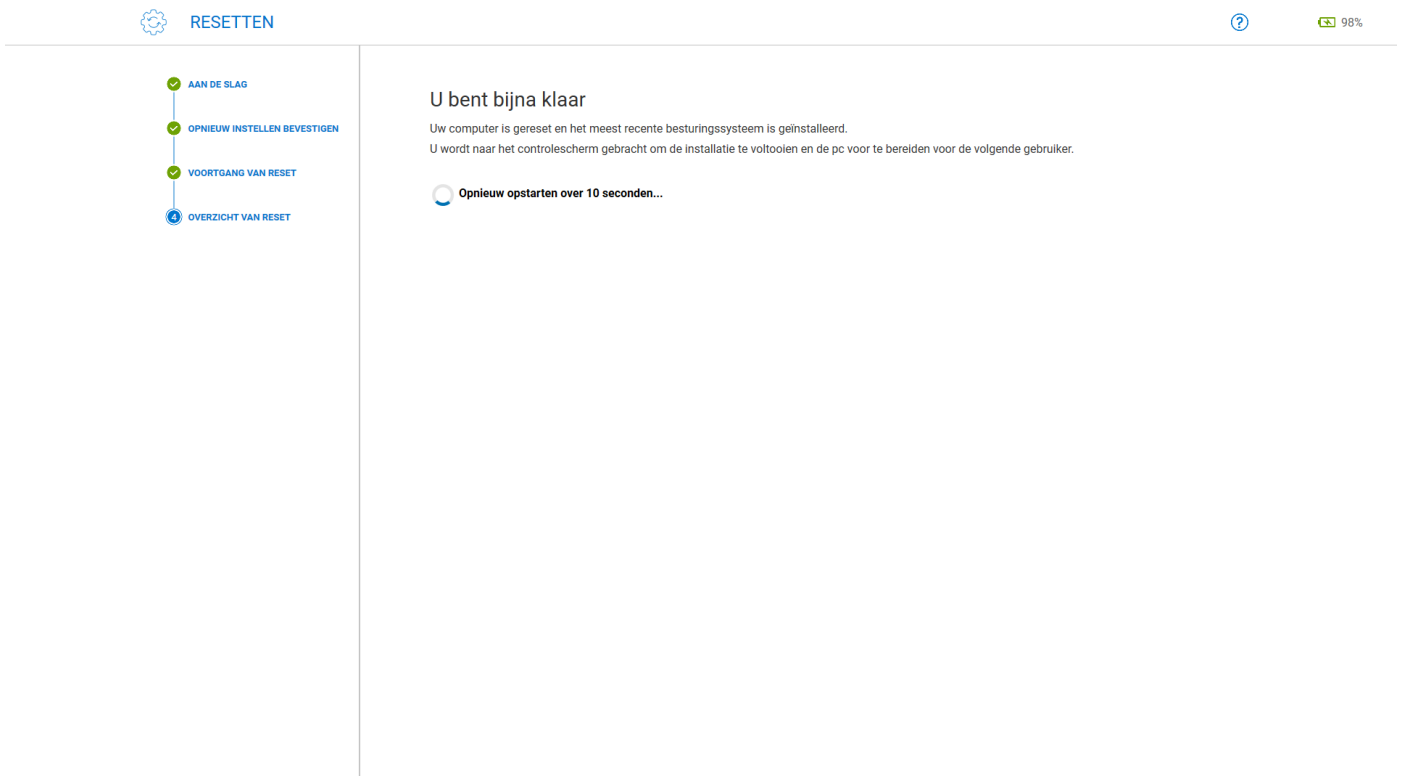 RESETTEN
98%
AAN DE SLAG
OPNIEUW INSTELLEN BEVESTIGEN
VOORTGANG VAN RESET
4 OVERZICHT VAN RESET
U bent bijna klaar
Uw computer is gereset en het meest recente besturingssysteem is geïnstalleerd.
U wordt naar het controlescherm gebracht om de installatie te voltooien en de pc voor te bereiden voor de volgende gebruiker.
Opnieuw opstarten over 10 seconden...